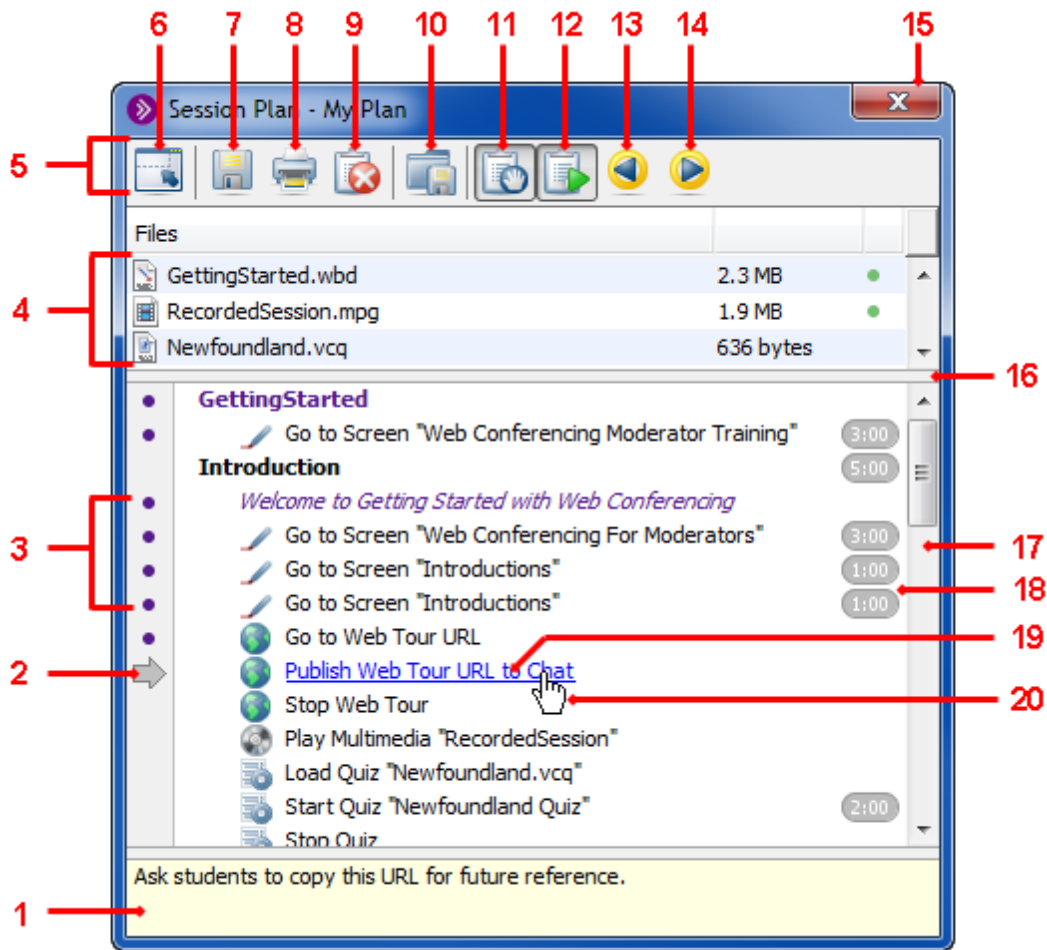 6 7 8 9 10 11 12 13 14 15
Session Plan - My Plan
X
5
Files
4
GettingStarted.wbd 2.3 MB
RecordedSession.mpg 1.9 MB
Newfoundland.vcq 636 bytes
16
GettingStarted
Go to Screen "Web Conferencing Moderator Training" 3:00
Introduction 5:00
Welcome to Getting Started with Web Conferencing
3
Go to Screen "Web Conferencing For Moderators" 3:00
17
Go to Screen "Introductions" 1:00
18
Go to Screen "Introductions" 1:00
Go to Web Tour URL
19
2
Publish Web Tour URL to Chat
Stop Web Tour
20
Play Multimedia "RecordedSession"
Load Quiz "Newfoundland.vcq"
Start Quiz "Newfoundland Quiz" 2:00
Stop Quiz
Ask students to copy this URL for future reference.
1